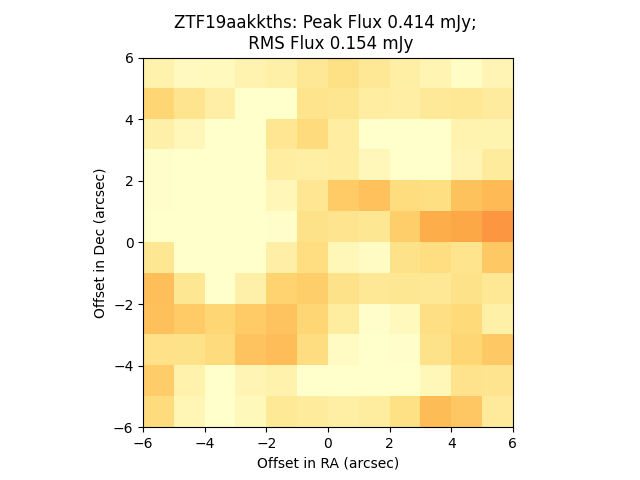 ZTF19aakkths: Peak Flux 0.414 mJy;
RMS Flux 0.154 mJy
6
4
2
0
−2
−4
−6
Offset in Dec (arcsec)
−6 −4 −2 0 2 4 6
Offset in RA (arcsec)